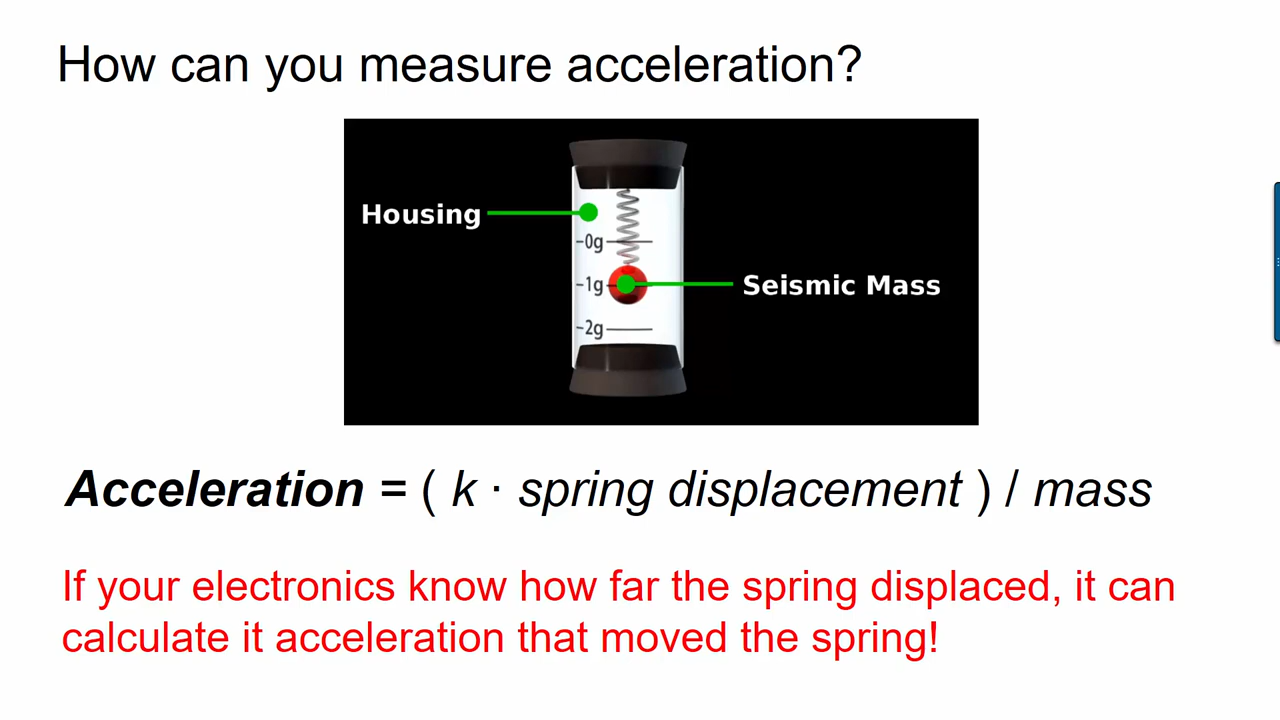 How can you measure acceleration?
Housing
-0g
-1g
Seismic Mass
-2g
Acceleration = ( k · spring displacement ) / mass
If your electronics know how far the spring displaced, it can
calculate it acceleration that moved the spring!